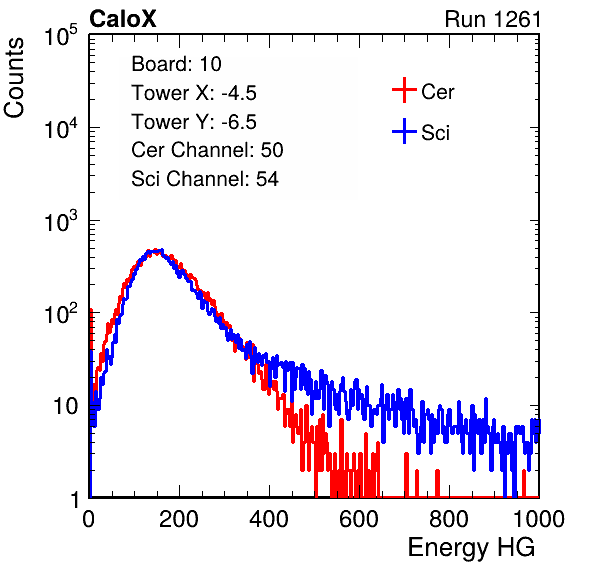 CaloX Run 1261
Counts
10^5
10^4
10^3
10^2
10
1
Board: 10
Tower X: -4.5
Tower Y: -6.5
Cer Channel: 50
Sci Channel: 54
Cer
Sci
0 200 400 600 800 1000
Energy HG